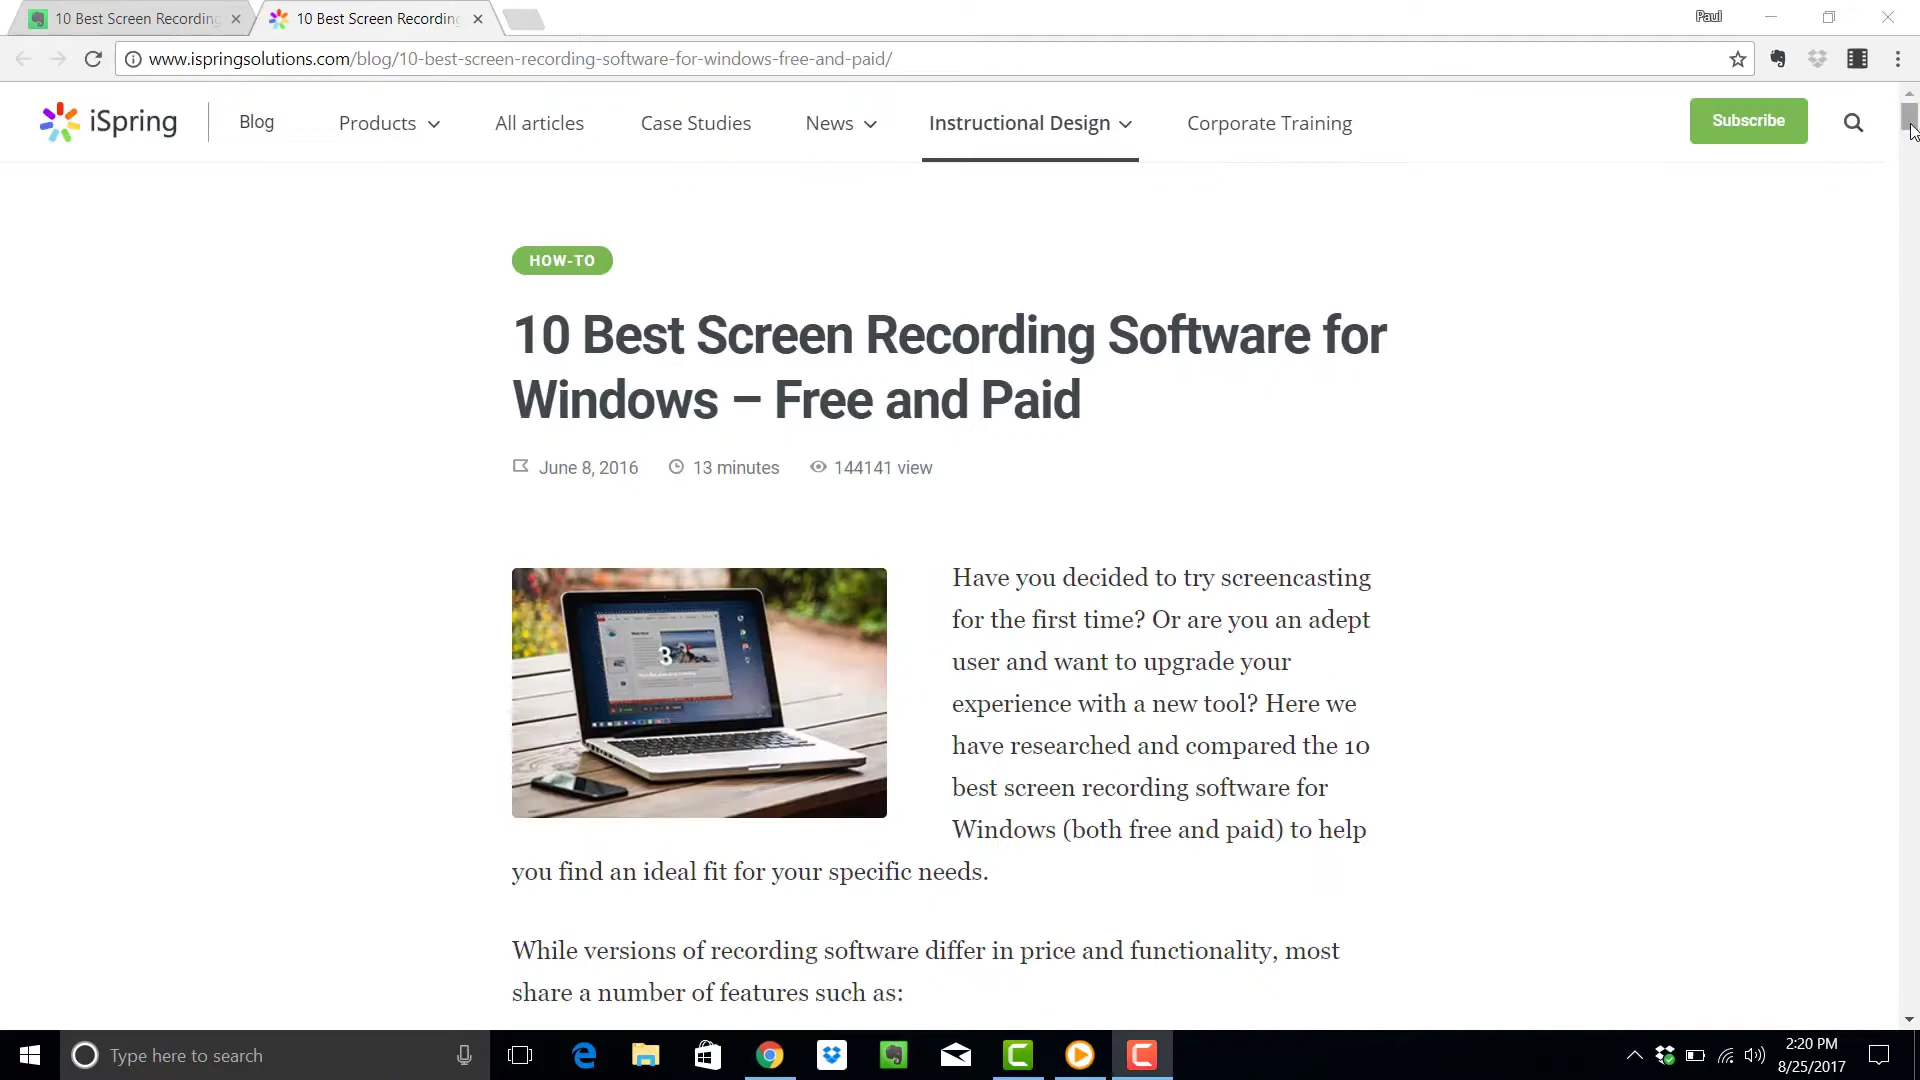 10 Best Screen Recording
10 Best Screen Recording
Paul
www.ispringsolutions.com/blog/10-best-screen-recording-software-for-windows-free-and-paid/
iSpring
Blog
Products
All articles
Case Studies
News
Instructional Design
Corporate Training
Subscribe
HOW-TO
10 Best Screen Recording Software for
Windows – Free and Paid
June 8, 2016
13 minutes
144141 view
3
Have you decided to try screencasting
for the first time? Or are you an adept
user and want to upgrade your
experience with a new tool? Here we
have researched and compared the 10
best screen recording software for
Windows (both free and paid) to help
you find an ideal fit for your specific needs.
While versions of recording software differ in price and functionality, most
share a number of features such as:
Type here to search
2:20 PM
8/25/2017